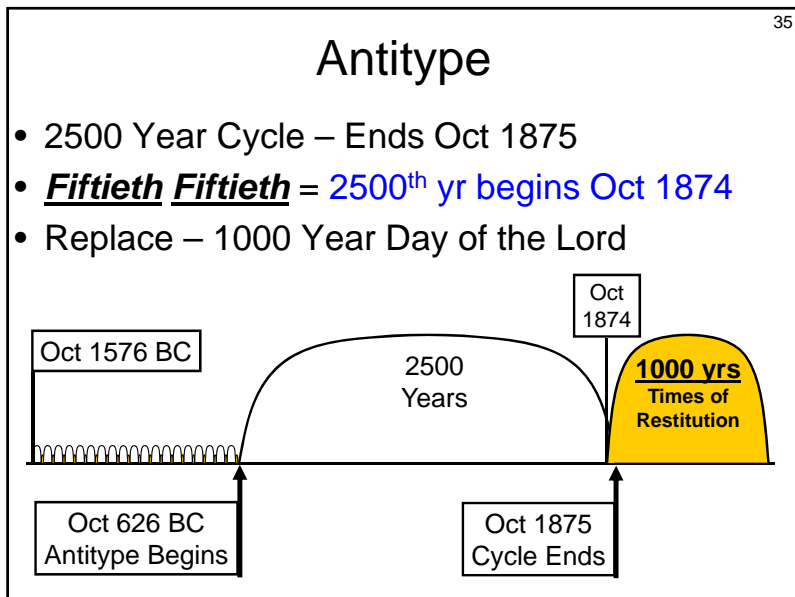 35
Antitype
• 2500 Year Cycle – Ends Oct 1875
• Fiftieth Fiftieth = 2500th yr begins Oct 1874
• Replace – 1000 Year Day of the Lord
Oct
1874
Oct 1576 BC
2500
Years
1000 yrs
Times of
Restitution
Oct 626 BC
Antitype Begins
Oct 1875
Cycle Ends